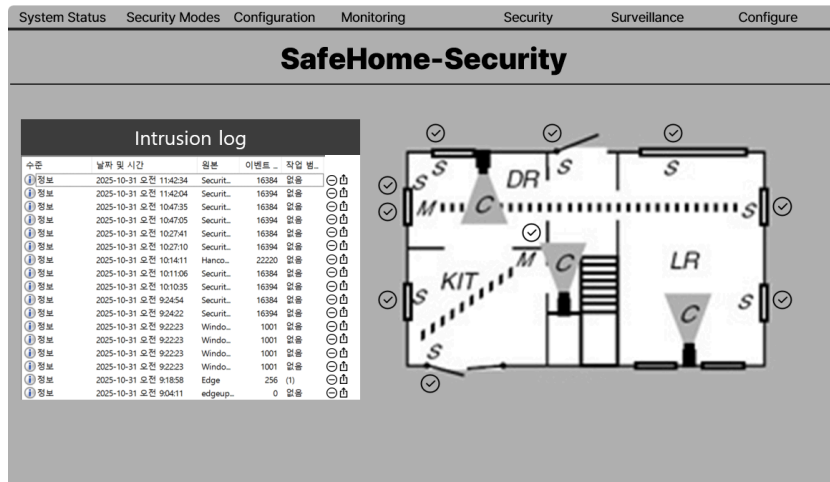 System Status Security Modes Configuration Monitoring Security Surveillance Configure
SafeHome-Security
Intrusion log
수준 날짜 및 시간 원본 이벤트 .. 작업 범...
정보 2025-10-31 오전 11:42:34 Securit... 16384 없음
정보 2025-10-31 오전 11:42:04 Securit... 16394 없음
정보 2025-10-31 오전 10:47:35 Securit... 16384 없음
정보 2025-10-31 오전 10:47:05 Securit... 16394 없음
정보 2025-10-31 오전 10:27:41 Securit... 16384 없음
정보 2025-10-31 오전 10:27:10 Securit... 16394 없음
정보 2025-10-31 오전 10:14:11 Hanco... 22220 없음
정보 2025-10-31 오전 10:11:06 Securit... 16384 없음
정보 2025-10-31 오전 10:10:35 Securit... 16394 없음
정보 2025-10-31 오전 9:24:54 Securit... 16384 없음
정보 2025-10-31 오전 9:24:22 Securit... 16394 없음
정보 2025-10-31 오전 9:22:23 Windo... 1001 없음
정보 2025-10-31 오전 9:22:23 Windo... 1001 없음
정보 2025-10-31 오전 9:22:23 Windo... 1001 없음
정보 2025-10-31 오전 9:22:23 Windo... 1001 없음
정보 2025-10-31 오전 9:18:58 Edge 256 (1)
정보 2025-10-31 오전 9:04:11 edgeup... 0 없음
S S DR S S
M C S
M C LR
KIT
S C S
S